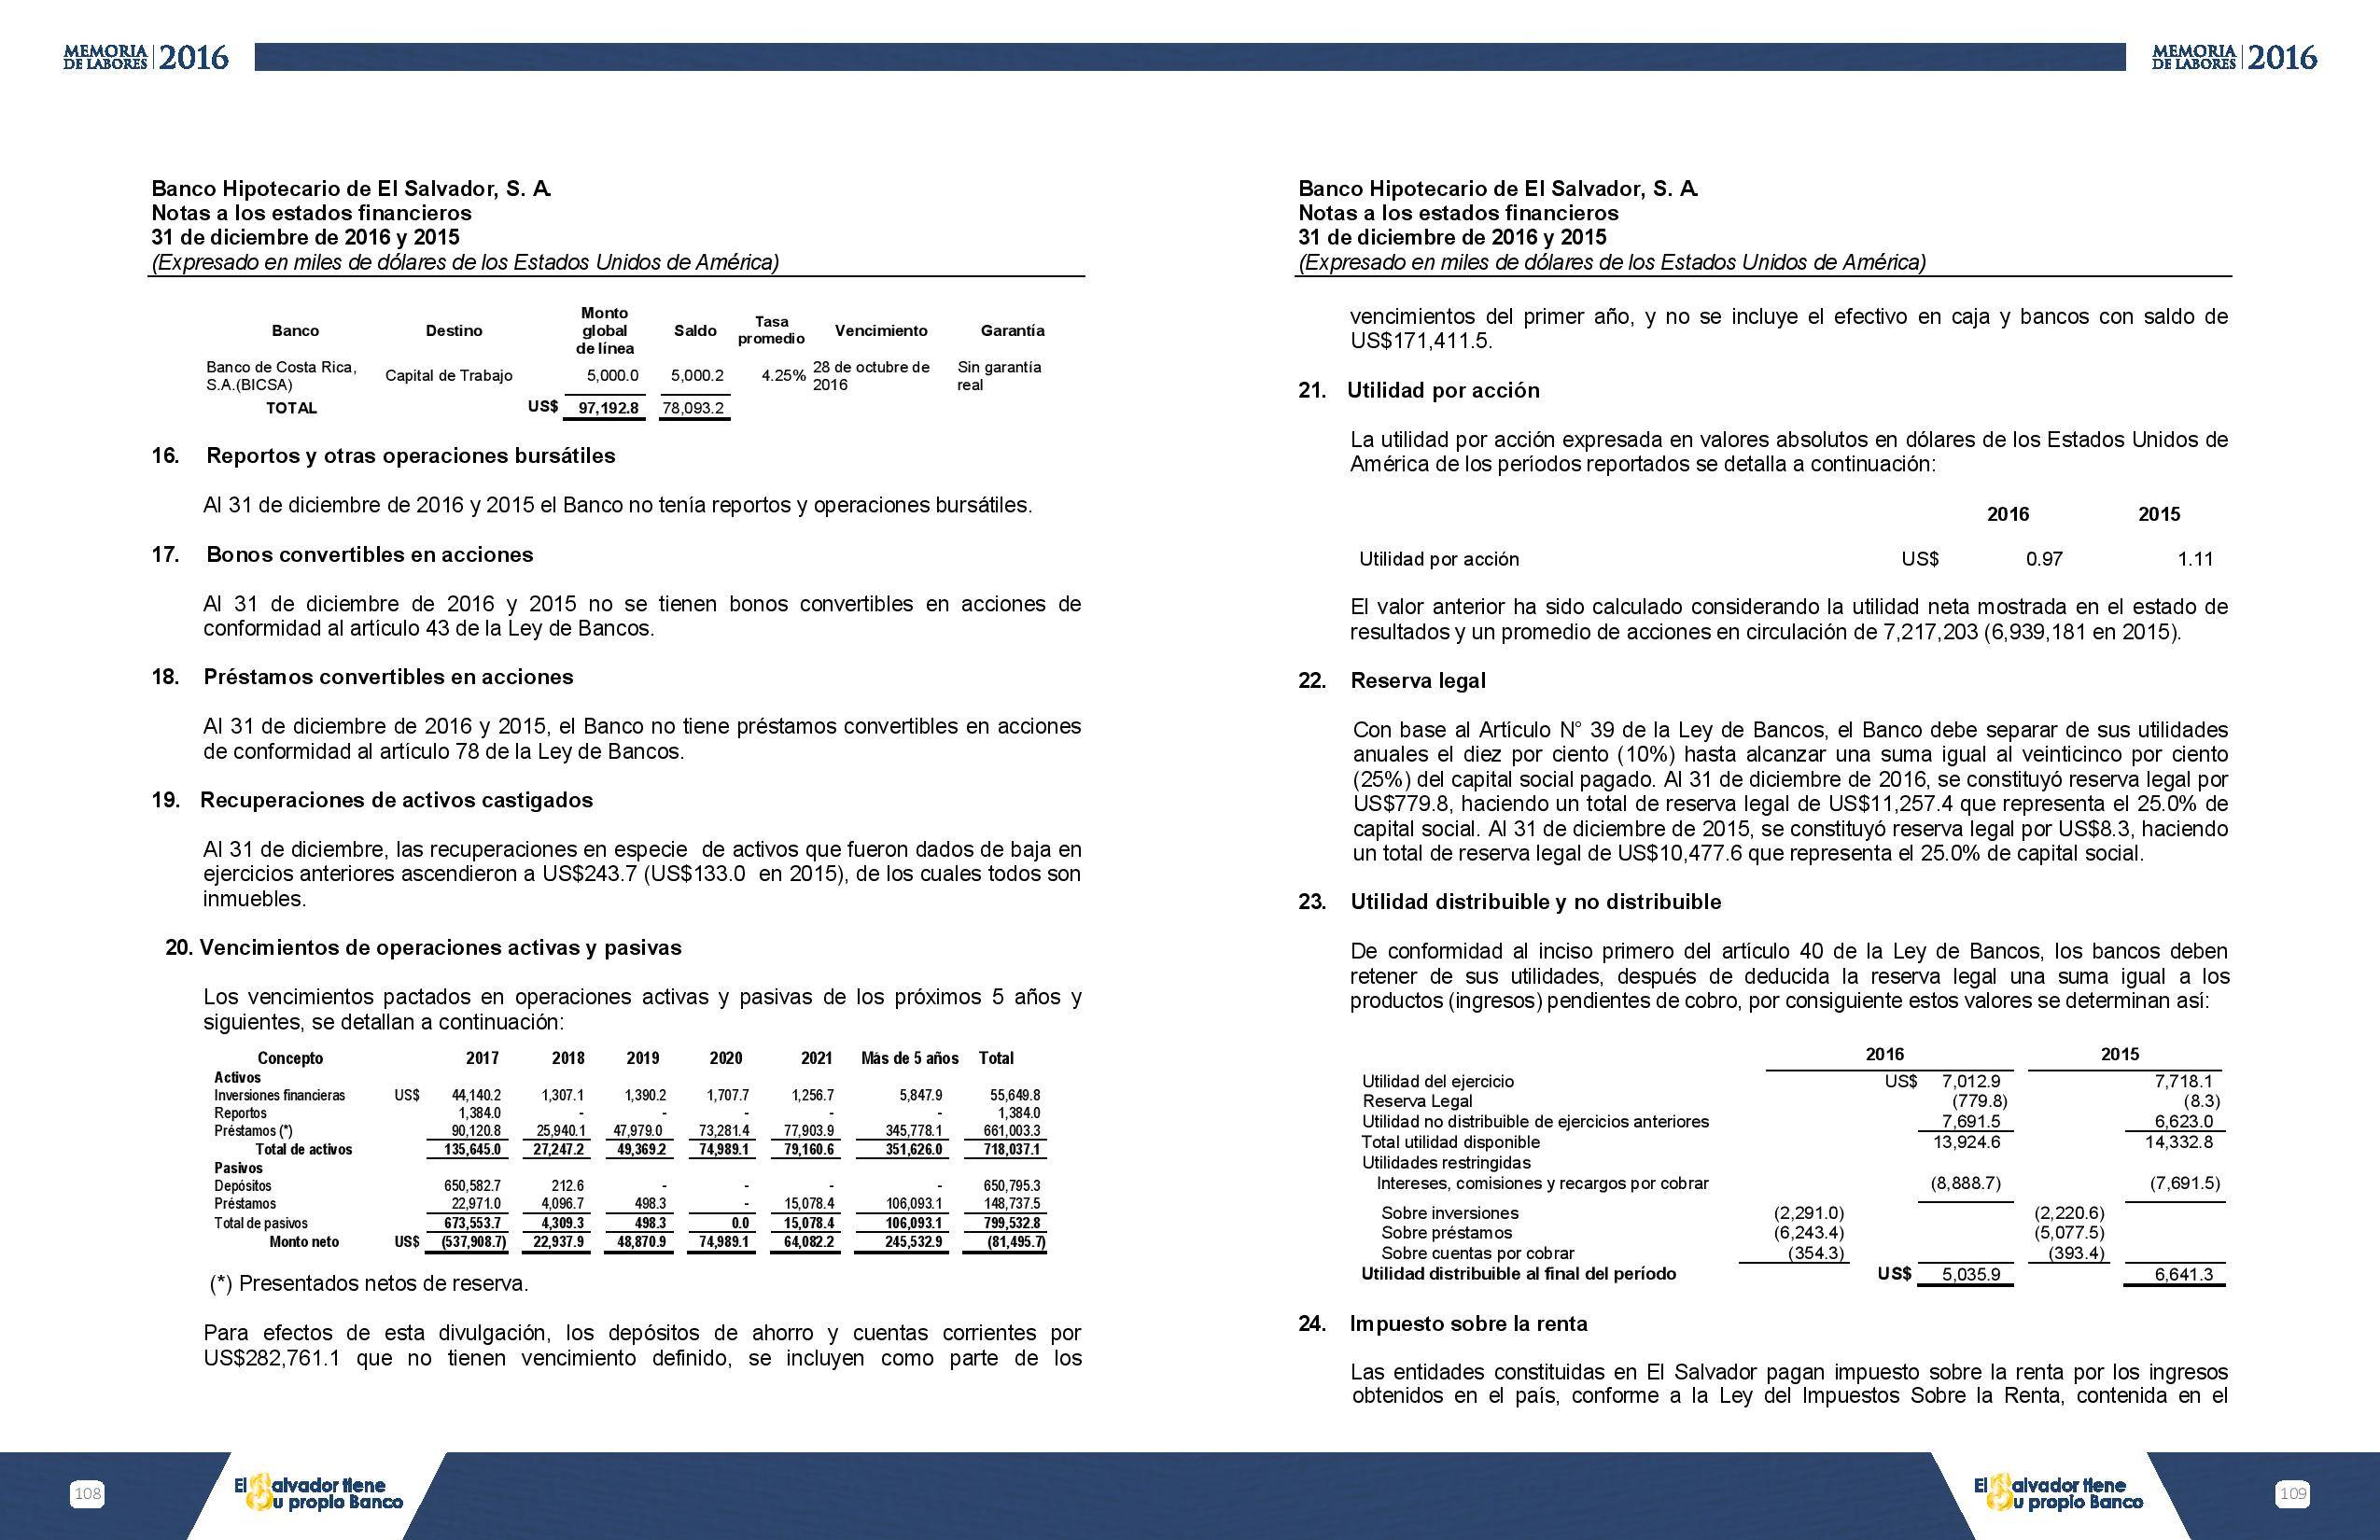 MEMORIA
DE LABORES 2016
MEMORIA
DE LABORES 2016
Banco Hipotecario de El Salvador, S. A.
Notas a los estados financieros
31 de diciembre de 2016 y 2015
(Expresado en miles de dólares de los Estados Unidos de América)
Banco Destino Monto global de línea Saldo Tasa promedio Vencimiento Garantía
Banco de Costa Rica, S.A.(BICSA) Capital de Trabajo 5,000.0 5,000.2 4.25% 28 de octubre de 2016 Sin garantía real
TOTAL US$ 97,192.8 78,093.2
16. Reportos y otras operaciones bursátiles
Al 31 de diciembre de 2016 y 2015 el Banco no tenía reportos y operaciones bursátiles.
17. Bonos convertibles en acciones
Al 31 de diciembre de 2016 y 2015 no se tienen bonos convertibles en acciones de
conformidad al artículo 43 de la Ley de Bancos.
18. Préstamos convertibles en acciones
Al 31 de diciembre de 2016 y 2015, el Banco no tiene préstamos convertibles en acciones
de conformidad al artículo 78 de la Ley de Bancos.
19. Recuperaciones de activos castigados
Al 31 de diciembre, las recuperaciones en especie de activos que fueron dados de baja en
ejercicios anteriores ascendieron a US$243.7 (US$133.0 en 2015), de los cuales todos son
inmuebles.
20. Vencimientos de operaciones activas y pasivas
Los vencimientos pactados en operaciones activas y pasivas de los próximos 5 años y
siguientes, se detallan a continuación:
Concepto 2017 2018 2019 2020 2021 Más de 5 años Total
Activos
Inversiones financieras US$ 44,140.2 1,307.1 1,390.2 1,707.7 1,256.7 5,847.9 55,649.8
Reportos 1,384.0 - - - - - 1,384.0
Préstamos (*) 90,120.8 25,940.1 47,979.0 73,281.4 77,903.9 345,778.1 661,003.3
Total de activos 135,645.0 27,247.2 49,369.2 74,989.1 79,160.6 351,626.0 718,037.1
Pasivos
Depósitos 650,582.7 212.6 - - - - 650,795.3
Préstamos 22,971.0 4,096.7 498.3 - 15,078.4 106,093.1 148,737.5
Total de pasivos 673,553.7 4,309.3 498.3 0.0 15,078.4 106,093.1 799,532.8
Monto neto US$ (537,908.7) 22,937.9 48,870.9 74,989.1 64,082.2 245,532.9 (81,495.7)
(*) Presentados netos de reserva.
Para efectos de esta divulgación, los depósitos de ahorro y cuentas corrientes por
US$282,761.1 que no tienen vencimiento definido, se incluyen como parte de los
Banco Hipotecario de El Salvador, S. A.
Notas a los estados financieros
31 de diciembre de 2016 y 2015
(Expresado en miles de dólares de los Estados Unidos de América)
vencimientos del primer año, y no se incluye el efectivo en caja y bancos con saldo de
US$171,411.5.
21. Utilidad por acción
La utilidad por acción expresada en valores absolutos en dólares de los Estados Unidos de
América de los períodos reportados se detalla a continuación:
2016 2015
Utilidad por acción US$ 0.97 1.11
El valor anterior ha sido calculado considerando la utilidad neta mostrada en el estado de
resultados y un promedio de acciones en circulación de 7,217,203 (6,939,181 en 2015).
22. Reserva legal
Con base al Artículo N° 39 de la Ley de Bancos, el Banco debe separar de sus utilidades
anuales el diez por ciento (10%) hasta alcanzar una suma igual al veinticinco por ciento
(25%) del capital social pagado. Al 31 de diciembre de 2016, se constituyó reserva legal por
US$779.8, haciendo un total de reserva legal de US$11,257.4 que representa el 25.0% de
capital social. Al 31 de diciembre de 2015, se constituyó reserva legal por US$8.3, haciendo
un total de reserva legal de US$10,477.6 que representa el 25.0% de capital social.
23. Utilidad distribuible y no distribuible
De conformidad al inciso primero del artículo 40 de la Ley de Bancos, los bancos deben
retener de sus utilidades, después de deducida la reserva legal una suma igual a los
productos (ingresos) pendientes de cobro, por consiguiente estos valores se determinan así:
2016 2015
Utilidad del ejercicio US$ 7,012.9 7,718.1
Reserva Legal (779.8) (8.3)
Utilidad no distribuible de ejercicios anteriores 7,691.5 6,623.0
Total utilidad disponible 13,924.6 14,332.8
Utilidades restringidas
Intereses, comisiones y recargos por cobrar (8,888.7) (7,691.5)
Sobre inversiones (2,291.0) (2,220.6)
Sobre préstamos (6,243.4) (5,077.5)
Sobre cuentas por cobrar (354.3) (393.4)
Utilidad distribuible al final del período US$ 5,035.9 6,641.3
24. Impuesto sobre la renta
Las entidades constituidas en El Salvador pagan impuesto sobre la renta por los ingresos
obtenidos en el país, conforme a la Ley del Impuestos Sobre la Renta, contenida en el
108
El Salvador tiene
Su propio Banco
El Salvador tiene
Su propio Banco
109